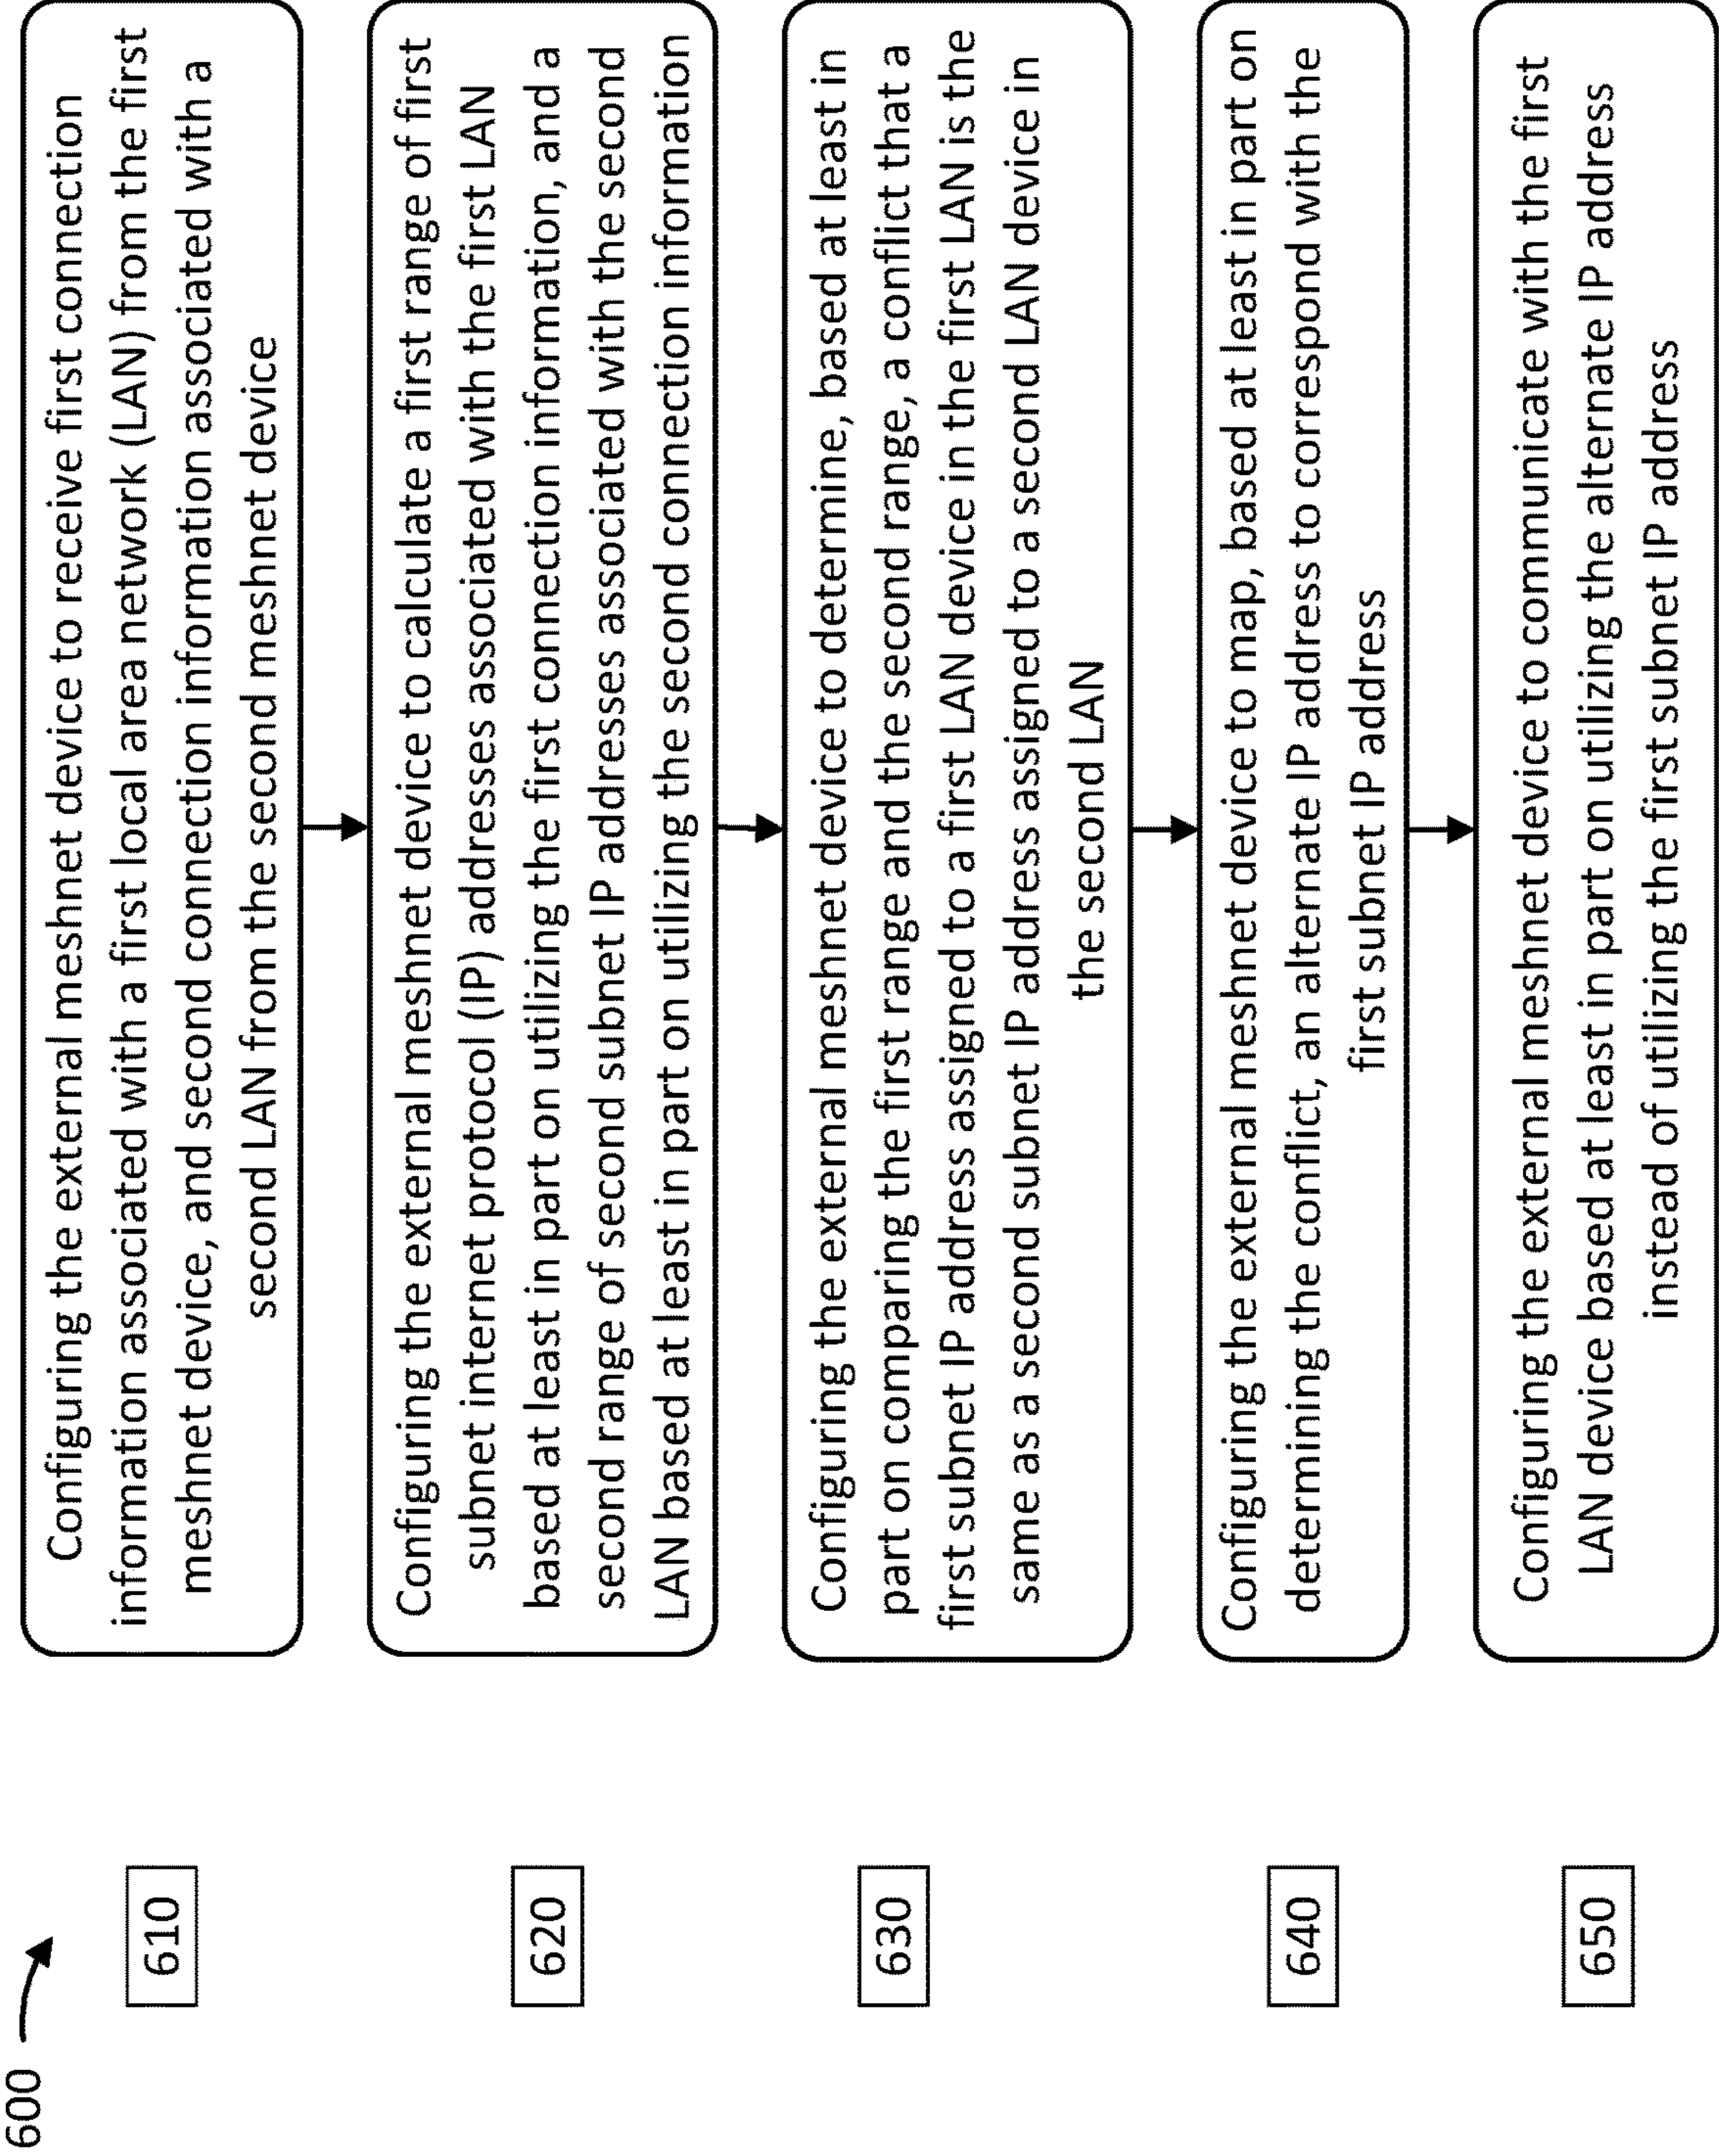 600
610
Configuring the external meshnet device to receive first connection
information associated with a first local area network (LAN) from the first
meshnet device, and second connection information associated with a
second LAN from the second meshnet device
620
Configuring the external meshnet device to calculate a first range of first
subnet internet protocol (IP) addresses associated with the first LAN
based at least in part on utilizing the first connection information, and a
second range of second subnet IP addresses associated with the second
LAN based at least in part on utilizing the second connection information
630
Configuring the external meshnet device to determine, based at least in
part on comparing the first range and the second range, a conflict that a
first subnet IP address assigned to a first LAN device in the first LAN is the
same as a second subnet IP address assigned to a second LAN device in
the second LAN
640
Configuring the external meshnet device to map, based at least in part on
determining the conflict, an alternate IP address to correspond with the
first subnet IP address
650
Configuring the external meshnet device to communicate with the first
LAN device based at least in part on utilizing the alternate IP address
instead of utilizing the first subnet IP address